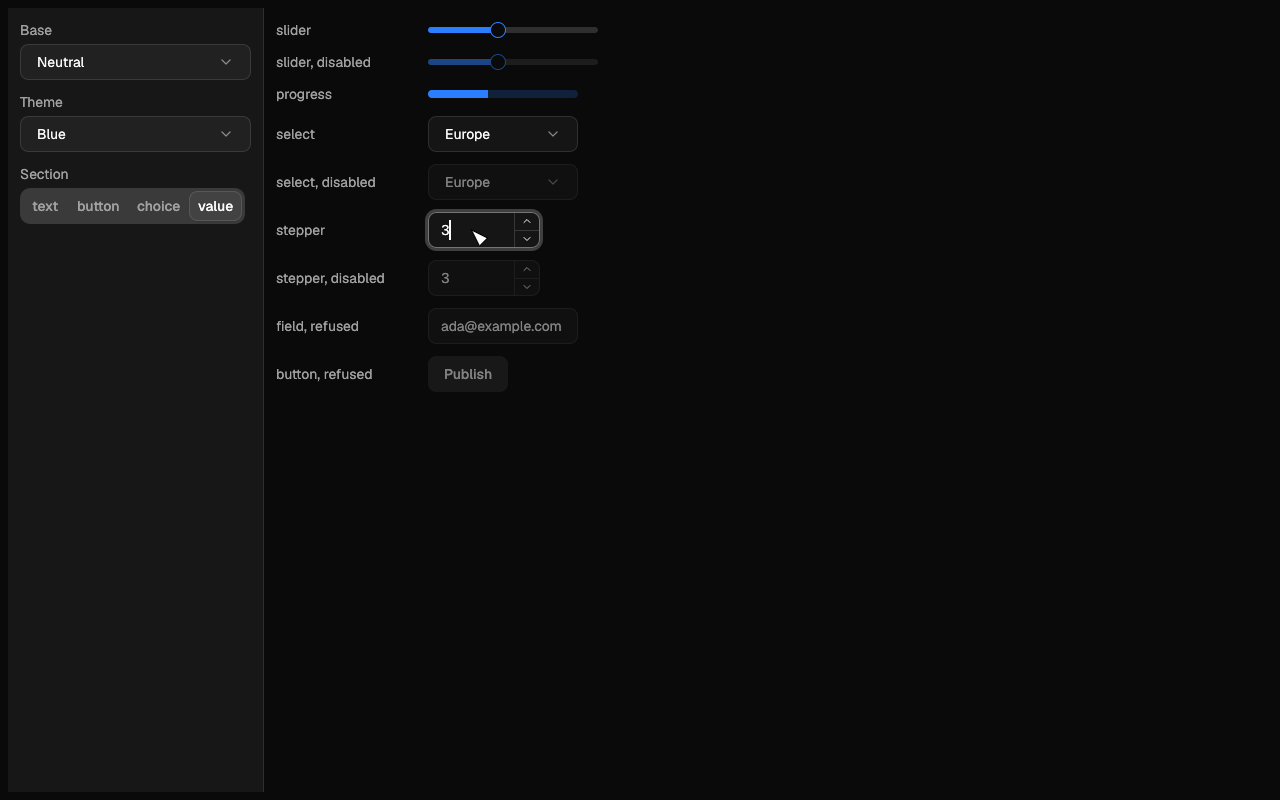 Base
Neutral
Theme
Blue
Section
text button choice value
slider
slider, disabled
progress
select Europe
select, disabled Europe
stepper 3
stepper, disabled 3
field, refused ada@example.com
button, refused Publish